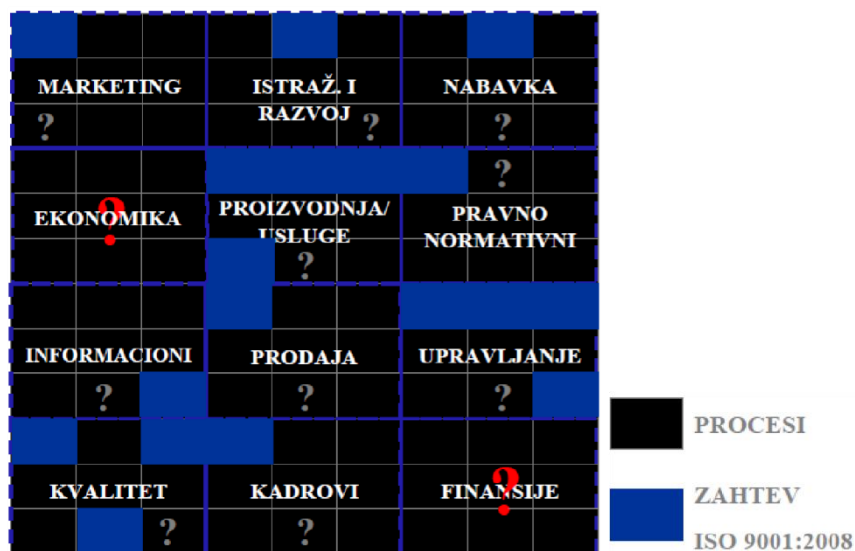 MARKETING
ISTRAŽ. I
RAZVOJ
NABAVKA
?
?
?
EKONOMIKA
?
PROIZVODNJA/
USLUGE
?
?
PRAVNO
NORMATIVNI
INFORMACIONI
?
PRODAJA
?
UPRAVLJANJE
?
KVALITET
?
KADROVI
?
FINANSIJE
?
PROCESI
ZAHTEV
ISO 9001:2008